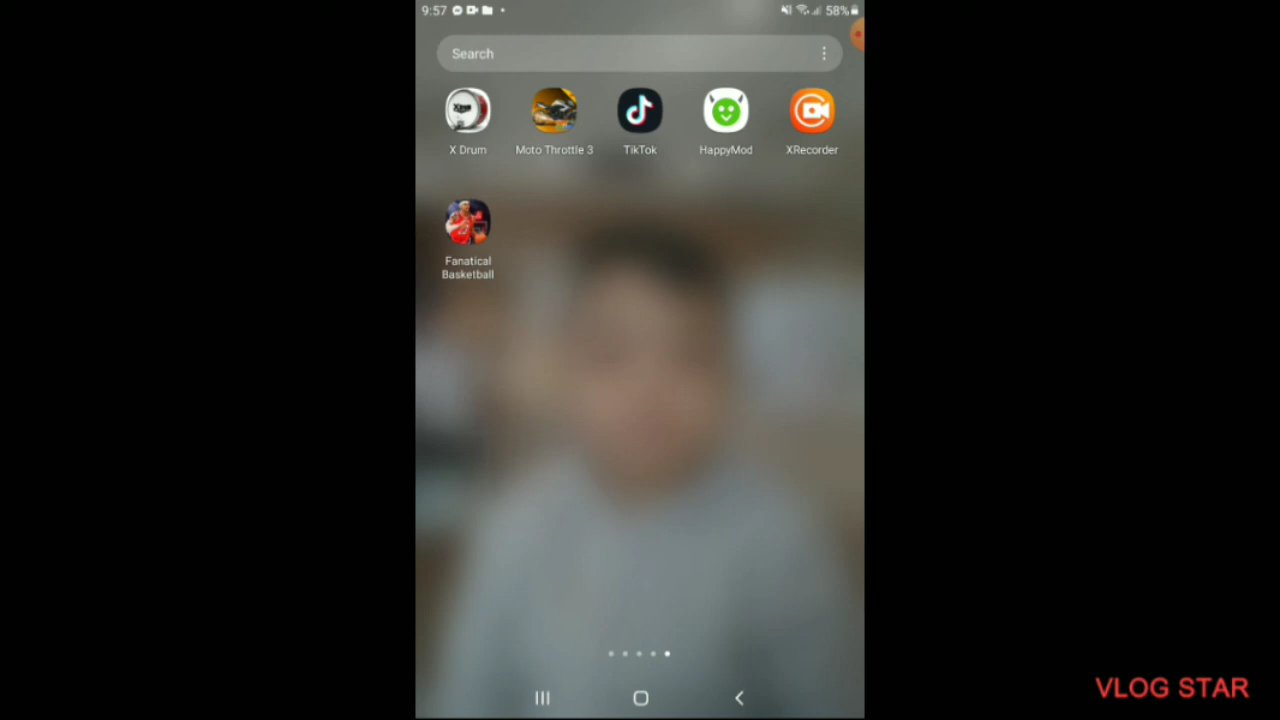 9:57
58%
Search
X Drum
Moto Throttle 3
TikTok
HappyMod
XRecorder
Fanatical
Basketball
VLOG STAR